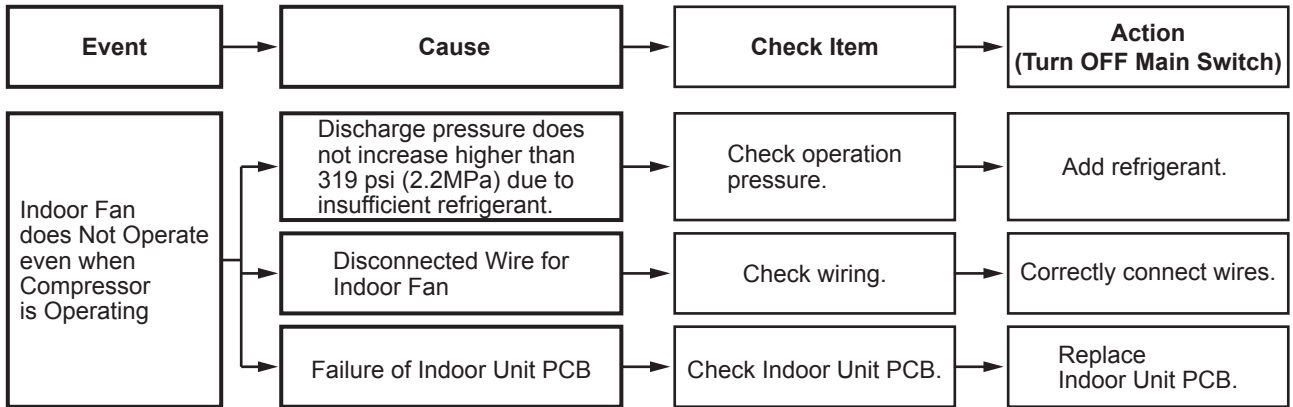 Event
Cause
Check Item
Action
(Turn OFF Main Switch)
Indoor Fan
does Not Operate
even when
Compressor
is Operating
Discharge pressure does
not increase higher than
319 psi (2.2MPa) due to
insufficient refrigerant.
Check operation
pressure.
Add refrigerant.
Disconnected Wire for
Indoor Fan
Check wiring.
Correctly connect wires.
Failure of Indoor Unit PCB
Check Indoor Unit PCB.
Replace
Indoor Unit PCB.